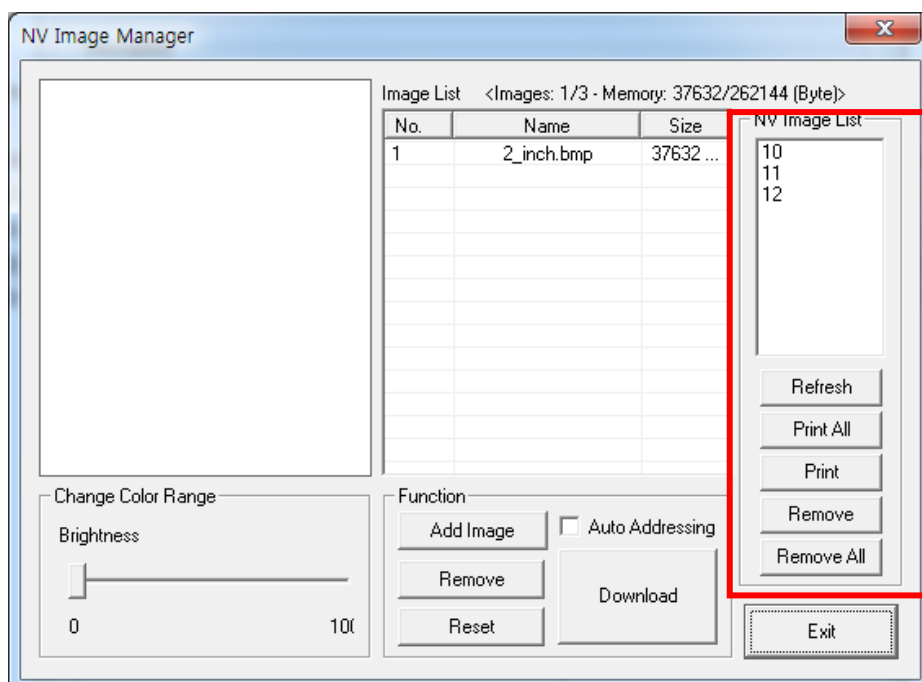 NV Image Manager
Image List <Images: 1/3 - Memory: 37632/262144 (Byte)>
No. Name Size
1 2_inch.bmp 37632 ...
NV Image List
10
11
12
Refresh
Print All
Print
Remove
Remove All
Change Color Range
Brightness
0 10(
Function
Add Image Auto Addressing
Remove
Download
Reset
Exit